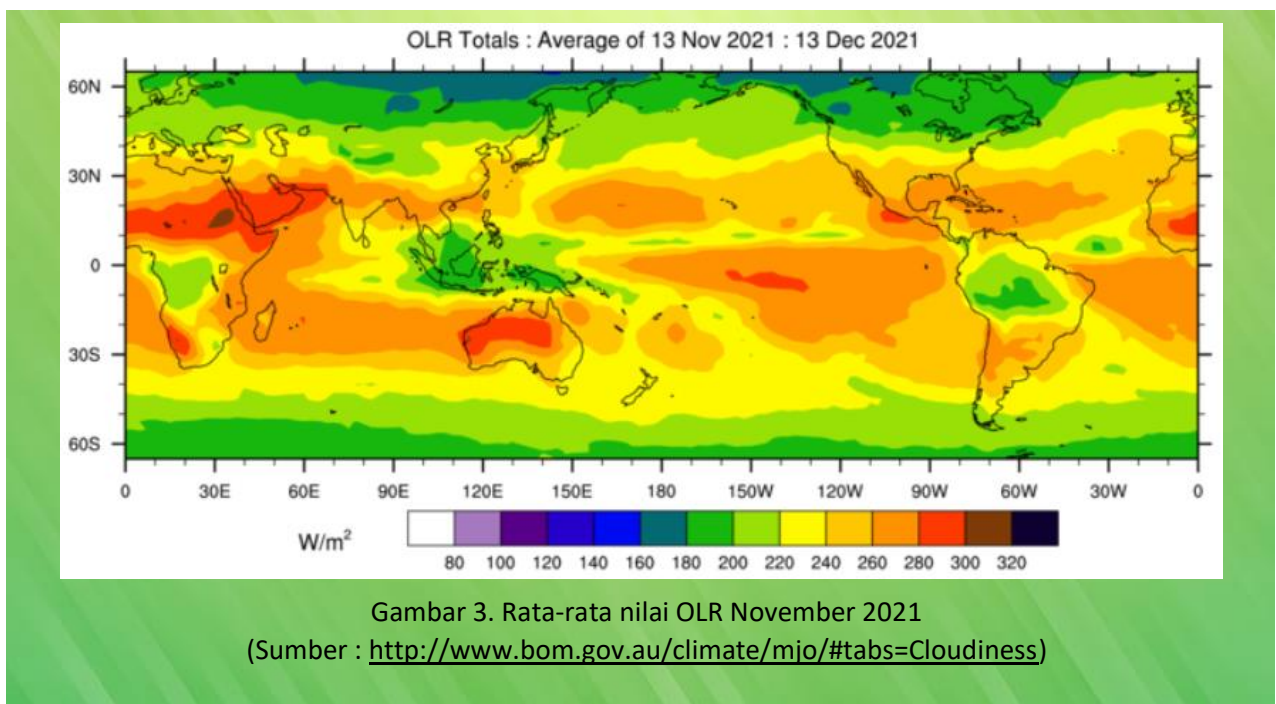 OLR Totals : Average of 13 Nov 2021 : 13 Dec 2021
60N
30N
0
30S
60S
0 30E 60E 90E 120E 150E 180 150W 120W 90W 60W 30W 0
W/m²
80 100 120 140 160 180 200 220 240 260 280 300 320
Gambar 3. Rata-rata nilai OLR November 2021
(Sumber : http://www.bom.gov.au/climate/mjo/#tabs=Cloudiness)